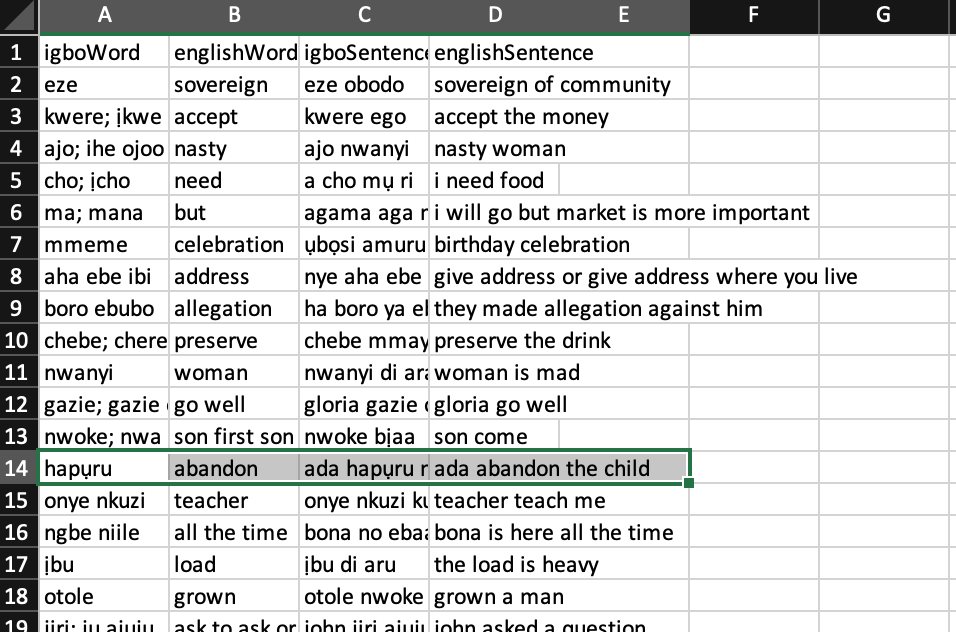 A B C D E F G
1 igboWord englishWord igboSentence englishSentence
2 eze sovereign eze obodo sovereign of community
3 kwere; ịkwe accept kwere ego accept the money
4 ajo; ihe ojoo nasty ajo nwanyi nasty woman
5 cho; ịcho need a cho mụ ri i need food
6 ma; mana but agama aga i will go but market is more important
7 mmeme celebration ụbọsi amuru birthday celebration
8 aha ebe ibi address nye aha ebe give address or give address where you live
9 boro ebubo allegation ha boro ya they made allegation against him
10 chebe; chere preserve chebe mmay preserve the drink
11 nwanyi woman nwanyi di woman is mad
12 gazie; gazie go well gloria gazie gloria go well
13 nwoke; nwa son first son nwoke bịaa son come
14 hapụru abandon ada hapụru ada abandon the child
15 onye nkuzi teacher onye nkuzi teacher teach me
16 ngbe niile all the time bona no bona is here all the time
17 ịbu load ịbu di aru the load is heavy
18 otole grown otole nwoke grown a man
19 jiri; ju ajuju ask to ask or john jiri john asked a question